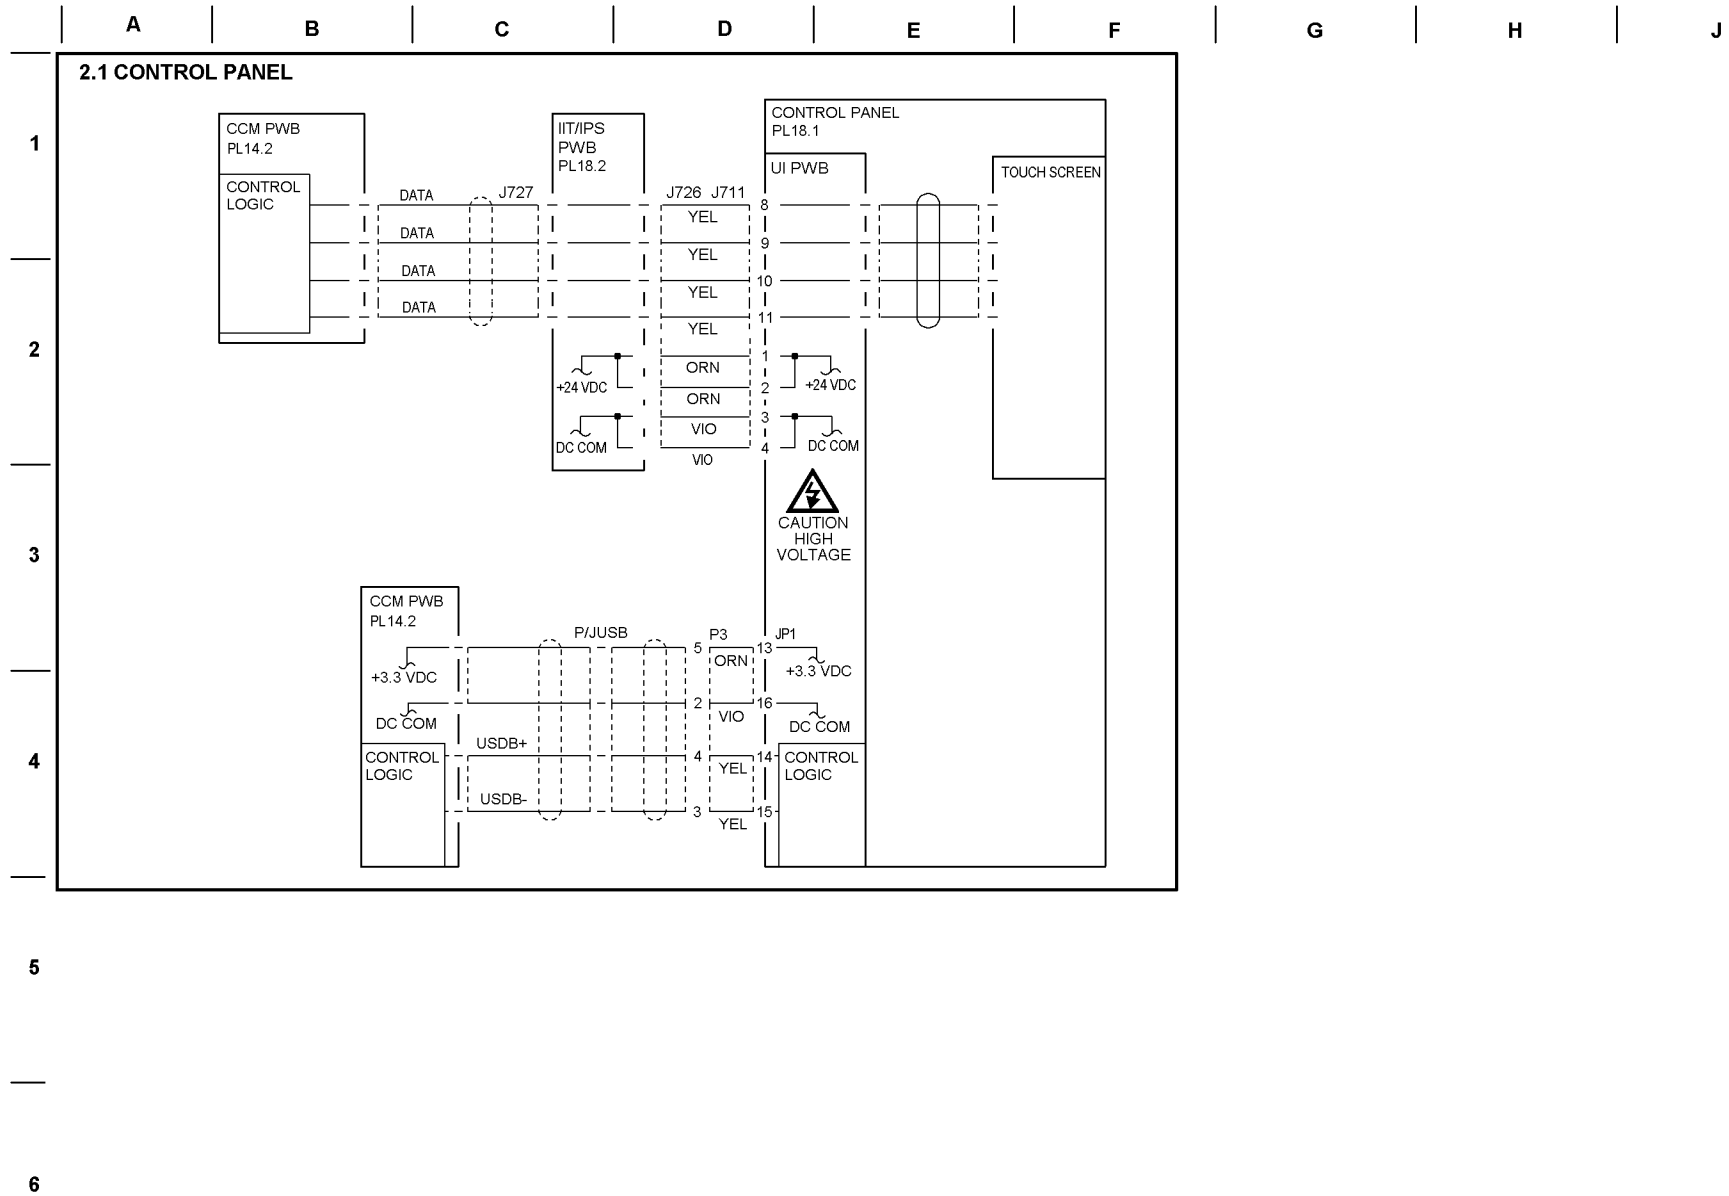 A B C D E F G H J
2.1 CONTROL PANEL
1
2
3
4
5
6
CCM PWB
PL14.2
CONTROL
LOGIC
DATA
DATA
DATA
DATA
J727
IIT/IPS
PWB
PL18.2
J726 J711
YEL
YEL
YEL
YEL
ORN
ORN
VIO
VIO
8
9
10
11
1
2
3
4
+24 VDC
DC COM
CONTROL PANEL
PL18.1
UI PWB
+24 VDC
DC COM
TOUCH SCREEN
CAUTION
HIGH
VOLTAGE
CCM PWB
PL14.2
+3.3 VDC
DC COM
CONTROL
LOGIC
USDB+
USDB-
P/JUSB
P3
JP1
5 ORN 13
2 VIO 16
4 YEL 14
3 YEL 15
+3.3 VDC
DC COM
CONTROL
LOGIC